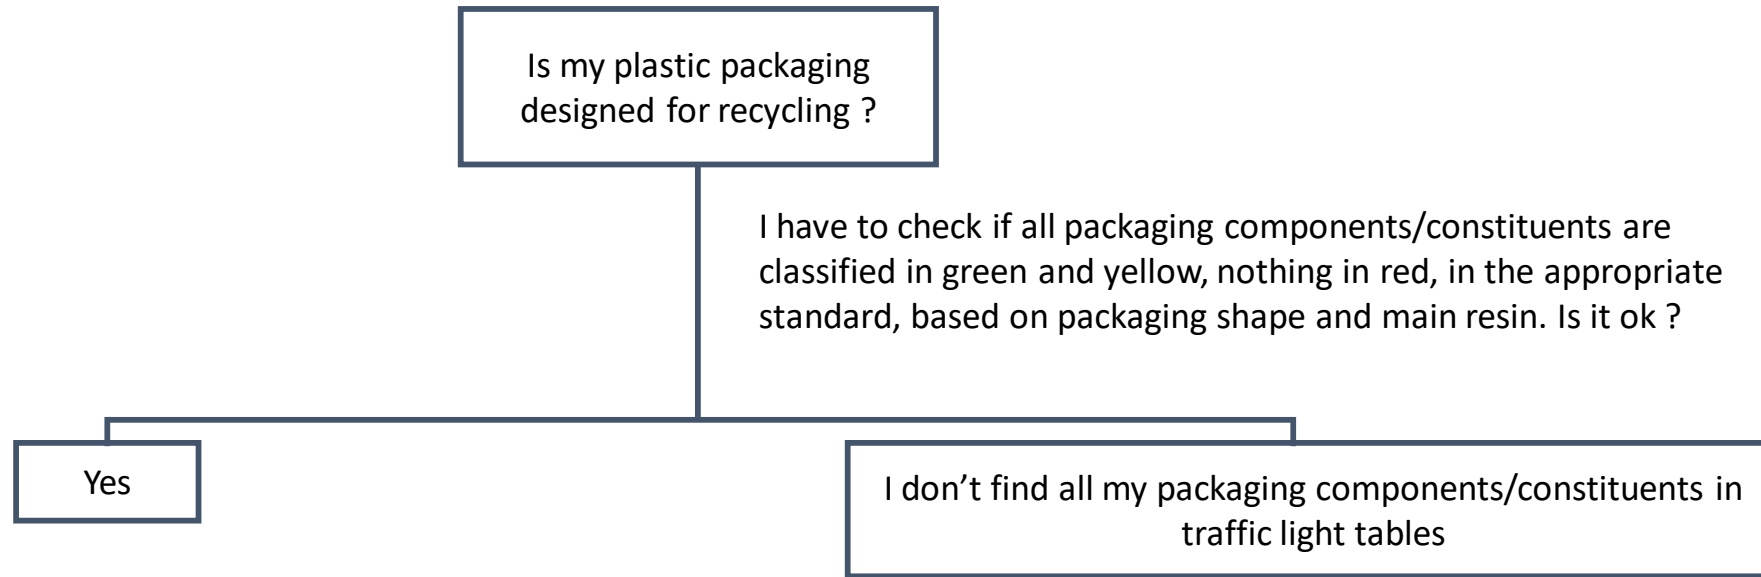 Is my plastic packaging
designed for recycling ?
I have to check if all packaging components/constituents are
classified in green and yellow, nothing in red, in the appropriate
standard, based on packaging shape and main resin. Is it ok ?
Yes
I don’t find all my packaging components/constituents in
traffic light tables